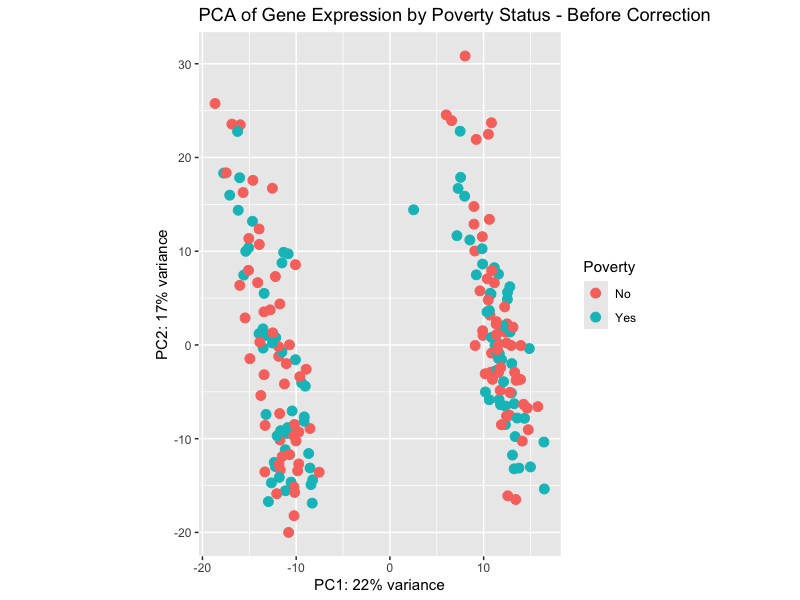 PCA of Gene Expression by Poverty Status - Before Correction
30
20
10
0
-10
-20
PC2: 17% variance
-20 -10 0 10
PC1: 22% variance
Poverty
No
Yes